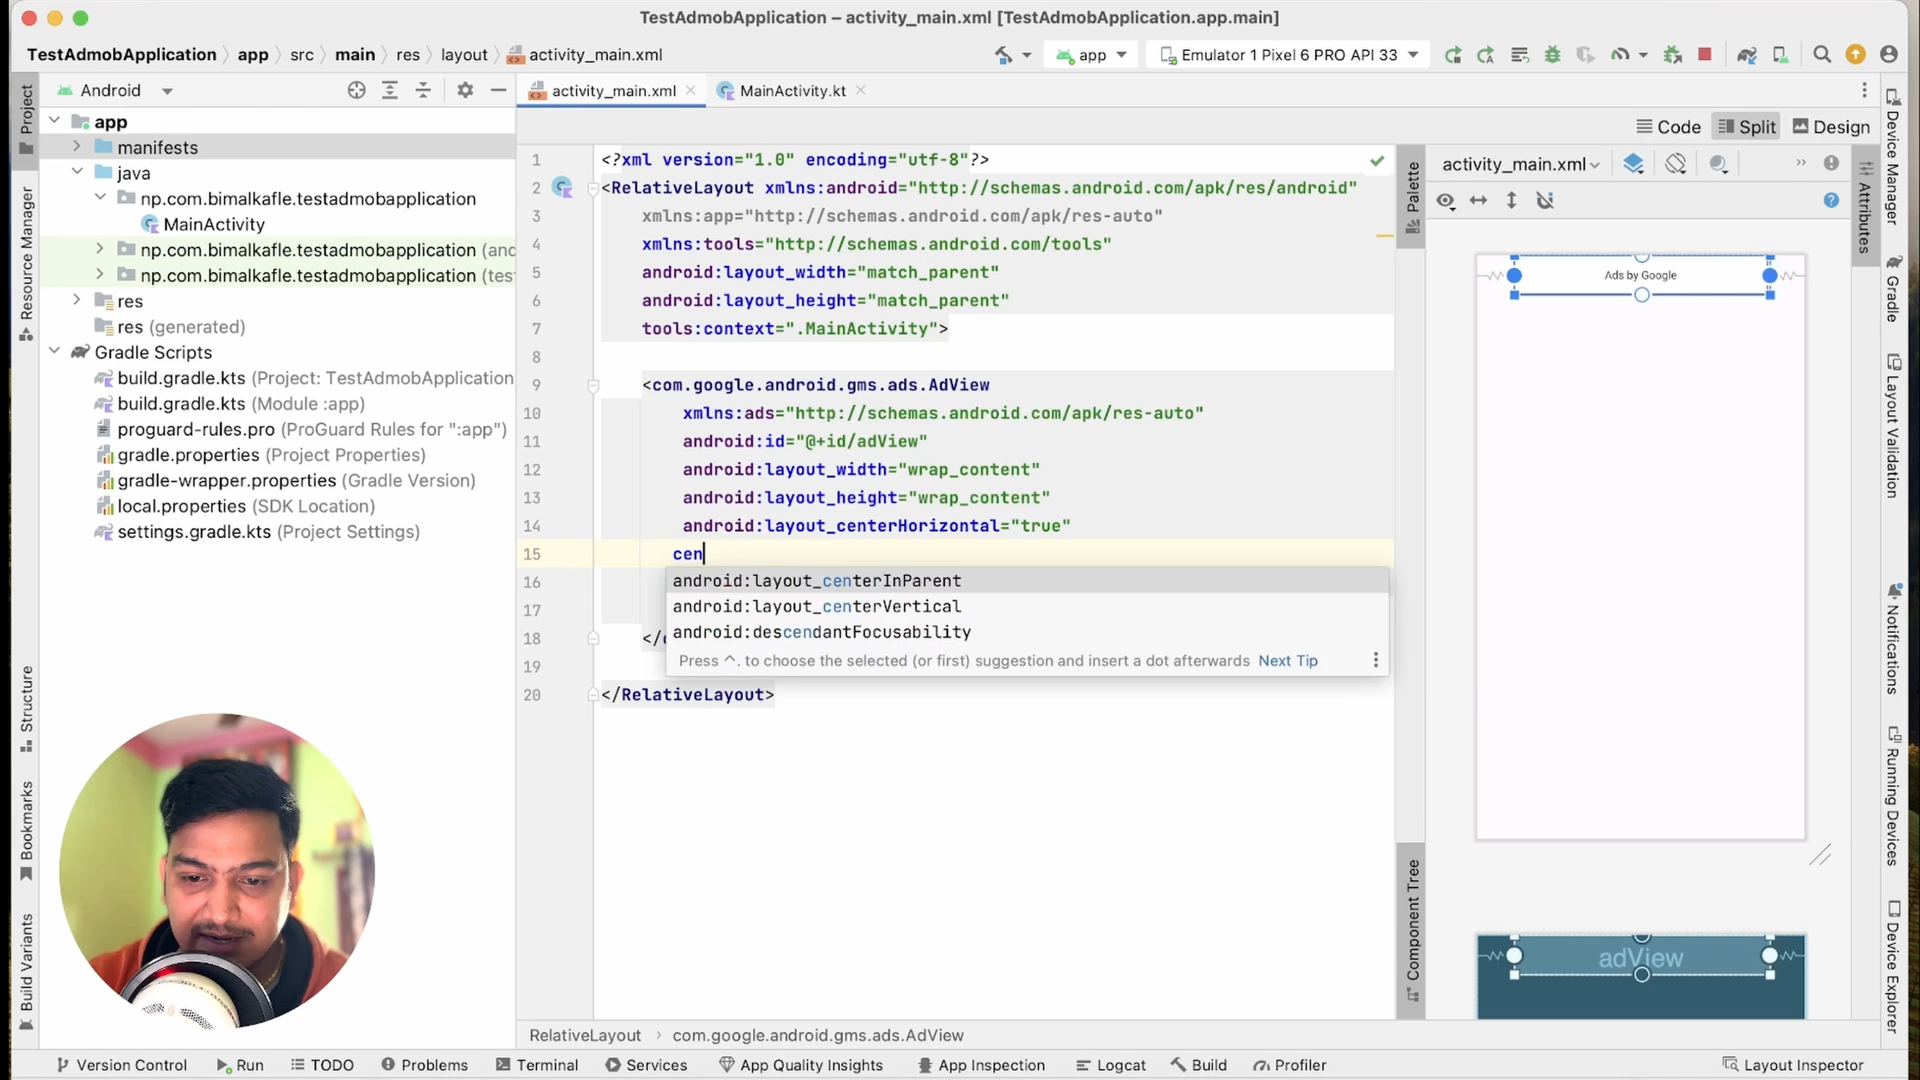 TestAdmobApplication – activity_main.xml [TestAdmobApplication.app.main]
TestAdmobApplication app src main res layout activity_main.xml
app
Emulator 1 Pixel 6 PRO API 33
Android
activity_main.xml
MainActivity.kt
Code
Split
Design
Project
Resource Manager
Structure
Bookmarks
Build Variants
app
manifests
java
np.com.bimalkafle.testadmobapplication
MainActivity
np.com.bimalkafle.testadmobapplication (and
np.com.bimalkafle.testadmobapplication (tes
res
res (generated)
Gradle Scripts
build.gradle.kts (Project: TestAdmobApplication
build.gradle.kts (Module :app)
proguard-rules.pro (ProGuard Rules for ":app")
gradle.properties (Project Properties)
gradle-wrapper.properties (Gradle Version)
local.properties (SDK Location)
settings.gradle.kts (Project Settings)
1 <?xml version="1.0" encoding="utf-8"?>
2 <RelativeLayout xmlns:android="http://schemas.android.com/apk/res/android"
3 xmlns:app="http://schemas.android.com/apk/res-auto"
4 xmlns:tools="http://schemas.android.com/tools"
5 android:layout_width="match_parent"
6 android:layout_height="match_parent"
7 tools:context=".MainActivity">
8
9 <com.google.android.gms.ads.AdView
10 xmlns:ads="http://schemas.android.com/apk/res-auto"
11 android:id="@+id/adView"
12 android:layout_width="wrap_content"
13 android:layout_height="wrap_content"
14 android:layout_centerHorizontal="true"
15 cen
android:layout_centerInParent
16
android:layout_centerVertical
17
android:descendantFocusability
18 </
Press ^. to choose the selected (or first) suggestion and insert a dot afterwards Next Tip
19
20 </RelativeLayout>
RelativeLayout com.google.android.gms.ads.AdView
Palette
Component Tree
activity_main.xml
Ads by Google
adView
Attributes
Device Manager
Gradle
Layout Validation
Notifications
Running Devices
Device Explorer
Version Control
Run
TODO
Problems
Terminal
Services
App Quality Insights
App Inspection
Logcat
Build
Profiler
Layout Inspector